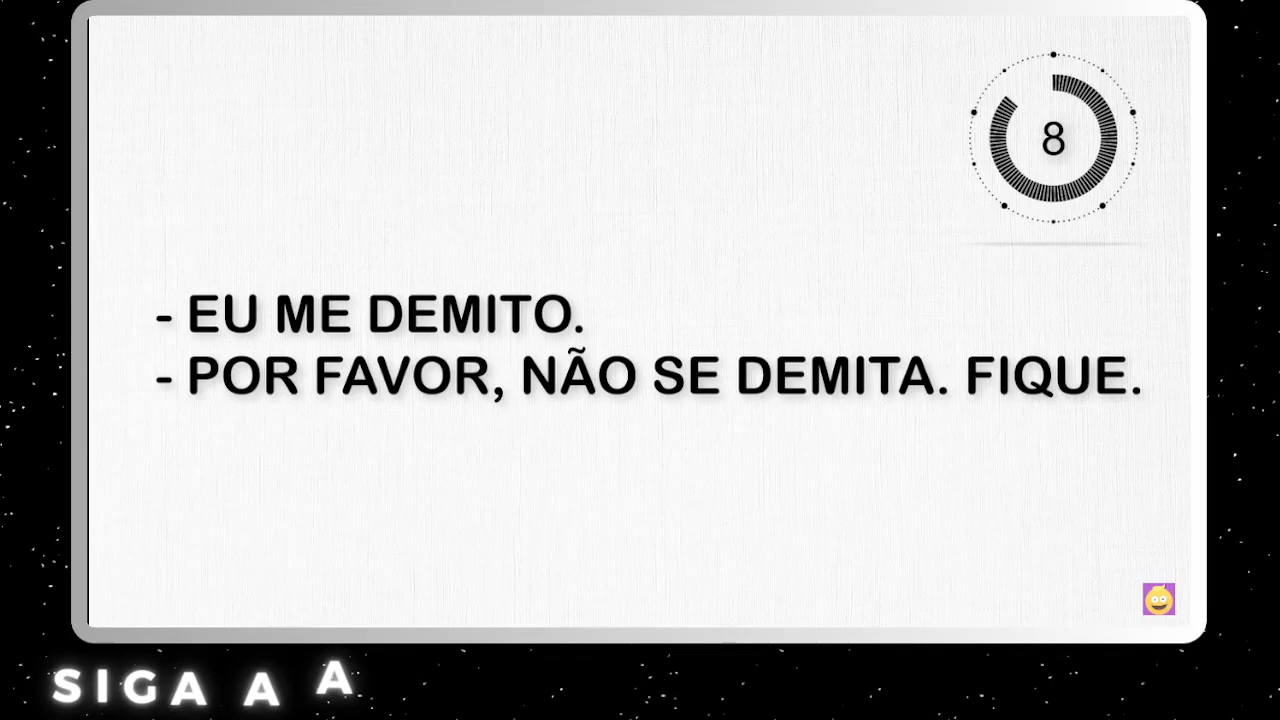 8
- EU ME DEMITO.
- POR FAVOR, NÃO SE DEMITA. FIQUE.
SIGA A A